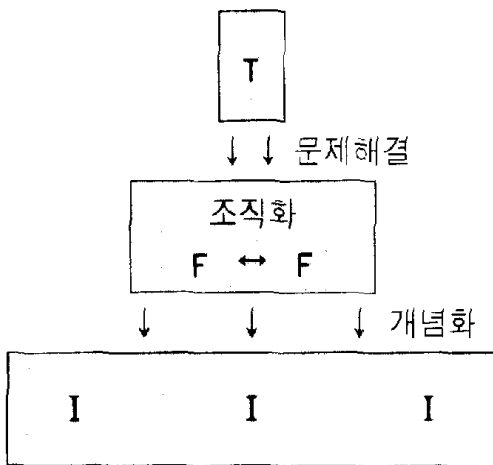 T
↓ ↓ 문제해결
조직화
F ↔ F
↓ ↓ ↓ 개념화
I I I